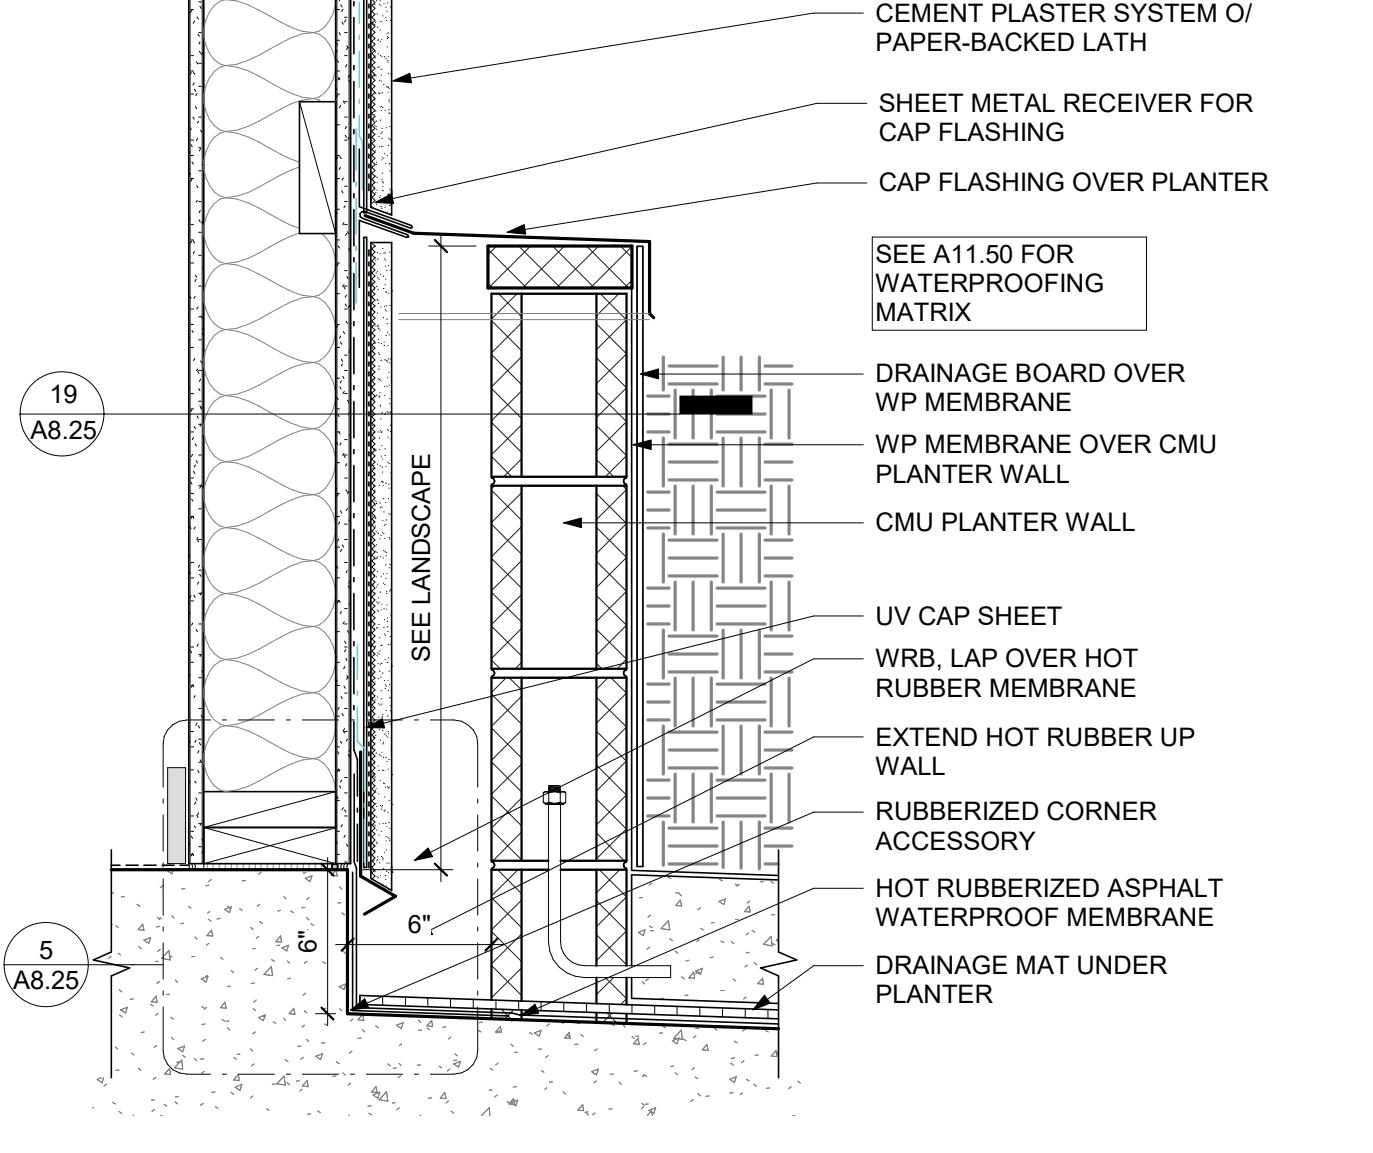 CEMENT PLASTER SYSTEM O/
PAPER-BACKED LATH
SHEET METAL RECEIVER FOR
CAP FLASHING
CAP FLASHING OVER PLANTER
SEE A11.50 FOR
WATERPROOFING
MATRIX
19
A8.25
DRAINAGE BOARD OVER
WP MEMBRANE
WP MEMBRANE OVER CMU
PLANTER WALL
SEE LANDSCAPE
CMU PLANTER WALL
UV CAP SHEET
WRB, LAP OVER HOT
RUBBER MEMBRANE
EXTEND HOT RUBBER UP
WALL
RUBBERIZED CORNER
ACCESSORY
HOT RUBBERIZED ASPHALT
WATERPROOF MEMBRANE
6"
6"
5
A8.25
DRAINAGE MAT UNDER
PLANTER